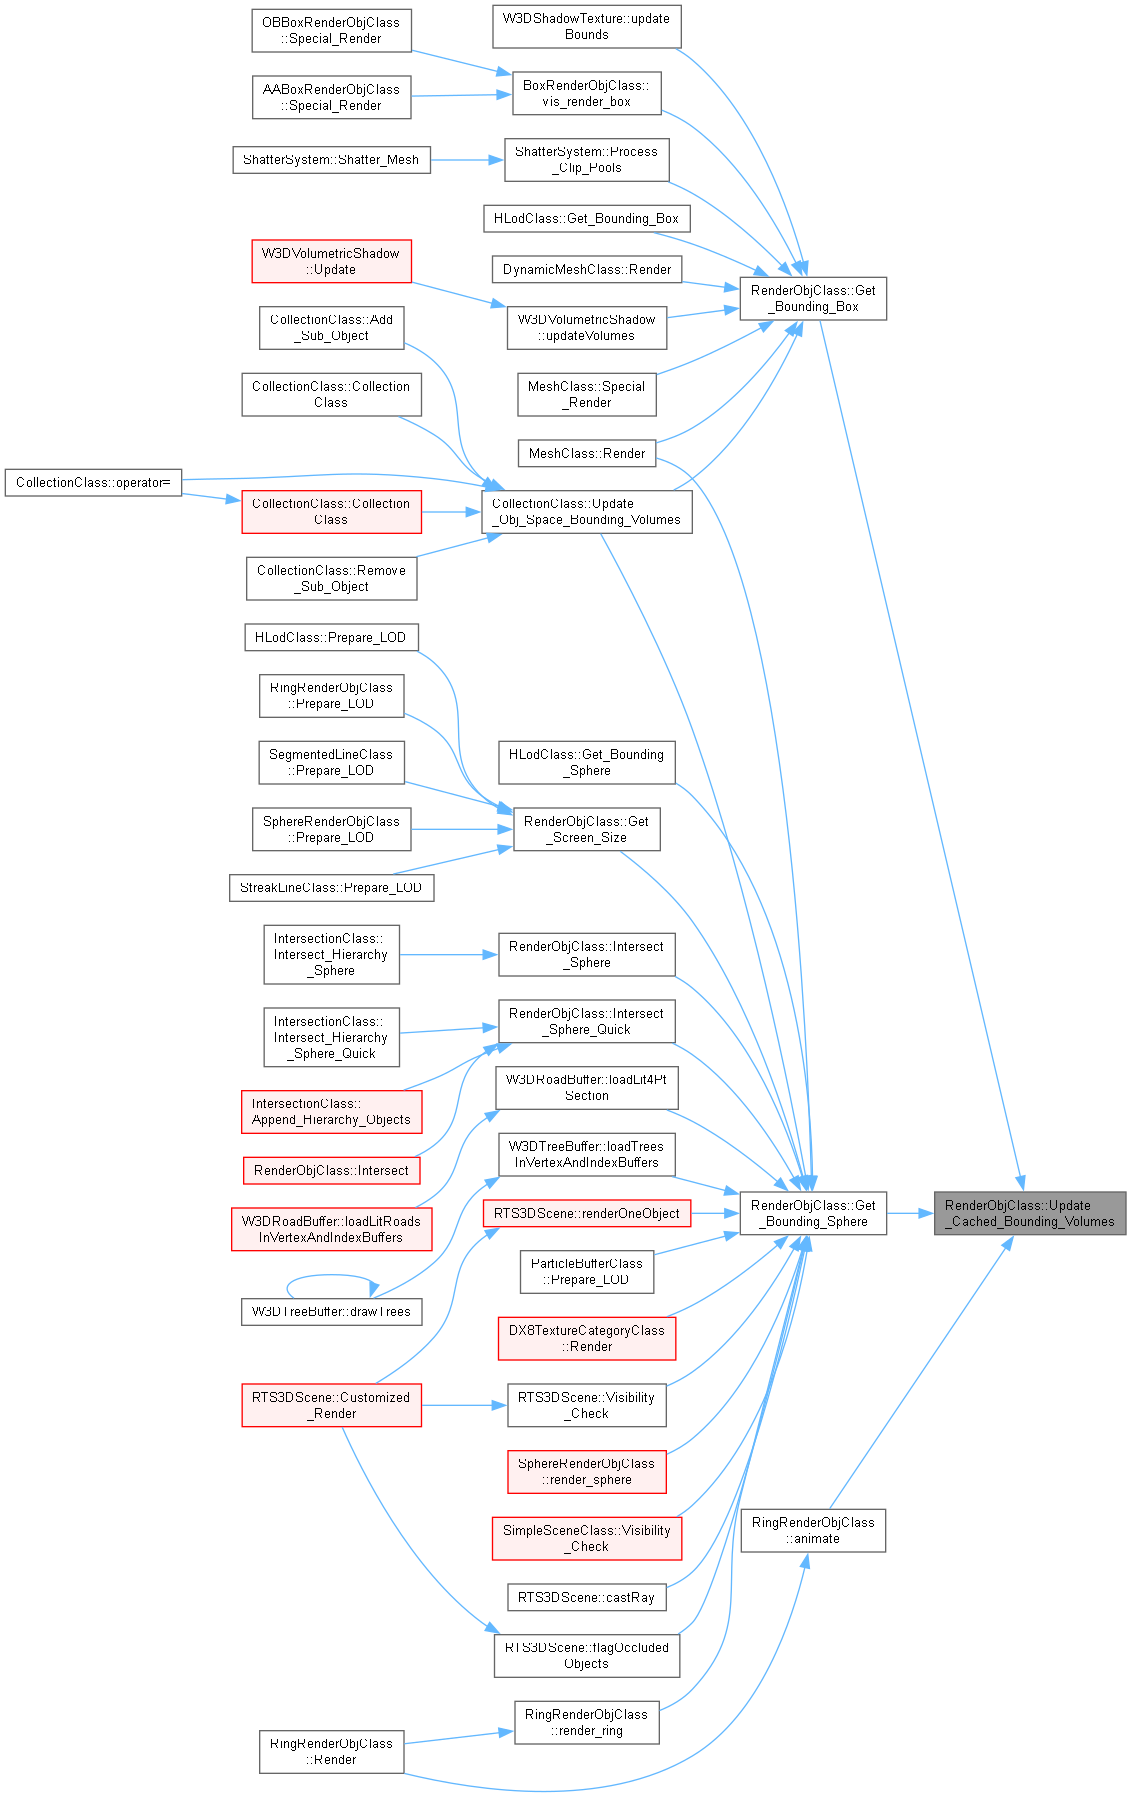 OBBoxRenderObjClass
::Special_Render
AABoxRenderObjClass
::Special_Render
ShatterSystem::Shatter_Mesh
W3DVolumetricShadow
::Update
CollectionClass::Add
_Sub_Object
CollectionClass::Collection
Class
CollectionClass::operator=
CollectionClass::Collection
Class
CollectionClass::Remove
_Sub_Object
HLodClass::Prepare_LOD
RingRenderObjClass
::Prepare_LOD
SegmentedLineClass
::Prepare_LOD
SphereRenderObjClass
::Prepare_LOD
StreakLineClass::Prepare_LOD
IntersectionClass::
Intersect_Hierarchy
_Sphere
IntersectionClass::
Intersect_Hierarchy
_Sphere_Quick
IntersectionClass::
Append_Hierarchy_Objects
RenderObjClass::Intersect
W3DRoadBuffer::loadLitRoads
InVertexAndIndexBuffers
W3DTreeBuffer::drawTrees
RTS3DScene::Customized
_Render
RingRenderObjClass
::Render
W3DShadowTexture::update
Bounds
BoxRenderObjClass::
vis_render_box
ShatterSystem::Process
_Clip_Pools
HLodClass::Get_Bounding_Box
DynamicMeshClass::Render
W3DVolumetricShadow
::updateVolumes
MeshClass::Special
_Render
MeshClass::Render
CollectionClass::Update
_Obj_Space_Bounding_Volumes
HLodClass::Get_Bounding
_Sphere
RenderObjClass::Get
_Screen_Size
RenderObjClass::Intersect
_Sphere
RenderObjClass::Intersect
_Sphere_Quick
W3DRoadBuffer::loadLit4Pt
Section
W3DTreeBuffer::loadTrees
InVertexAndIndexBuffers
RTS3DScene::renderOneObject
ParticleBufferClass
::Prepare_LOD
DX8TextureCategoryClass
::Render
RTS3DScene::Visibility
_Check
SphereRenderObjClass
::render_sphere
SimpleSceneClass::Visibility
_Check
RTS3DScene::castRay
RTS3DScene::flagOccluded
Objects
RingRenderObjClass
::render_ring
RenderObjClass::Get
_Bounding_Box
RenderObjClass::Get
_Bounding_Sphere
RingRenderObjClass
::animate
RenderObjClass::Update
_Cached_Bounding_Volumes